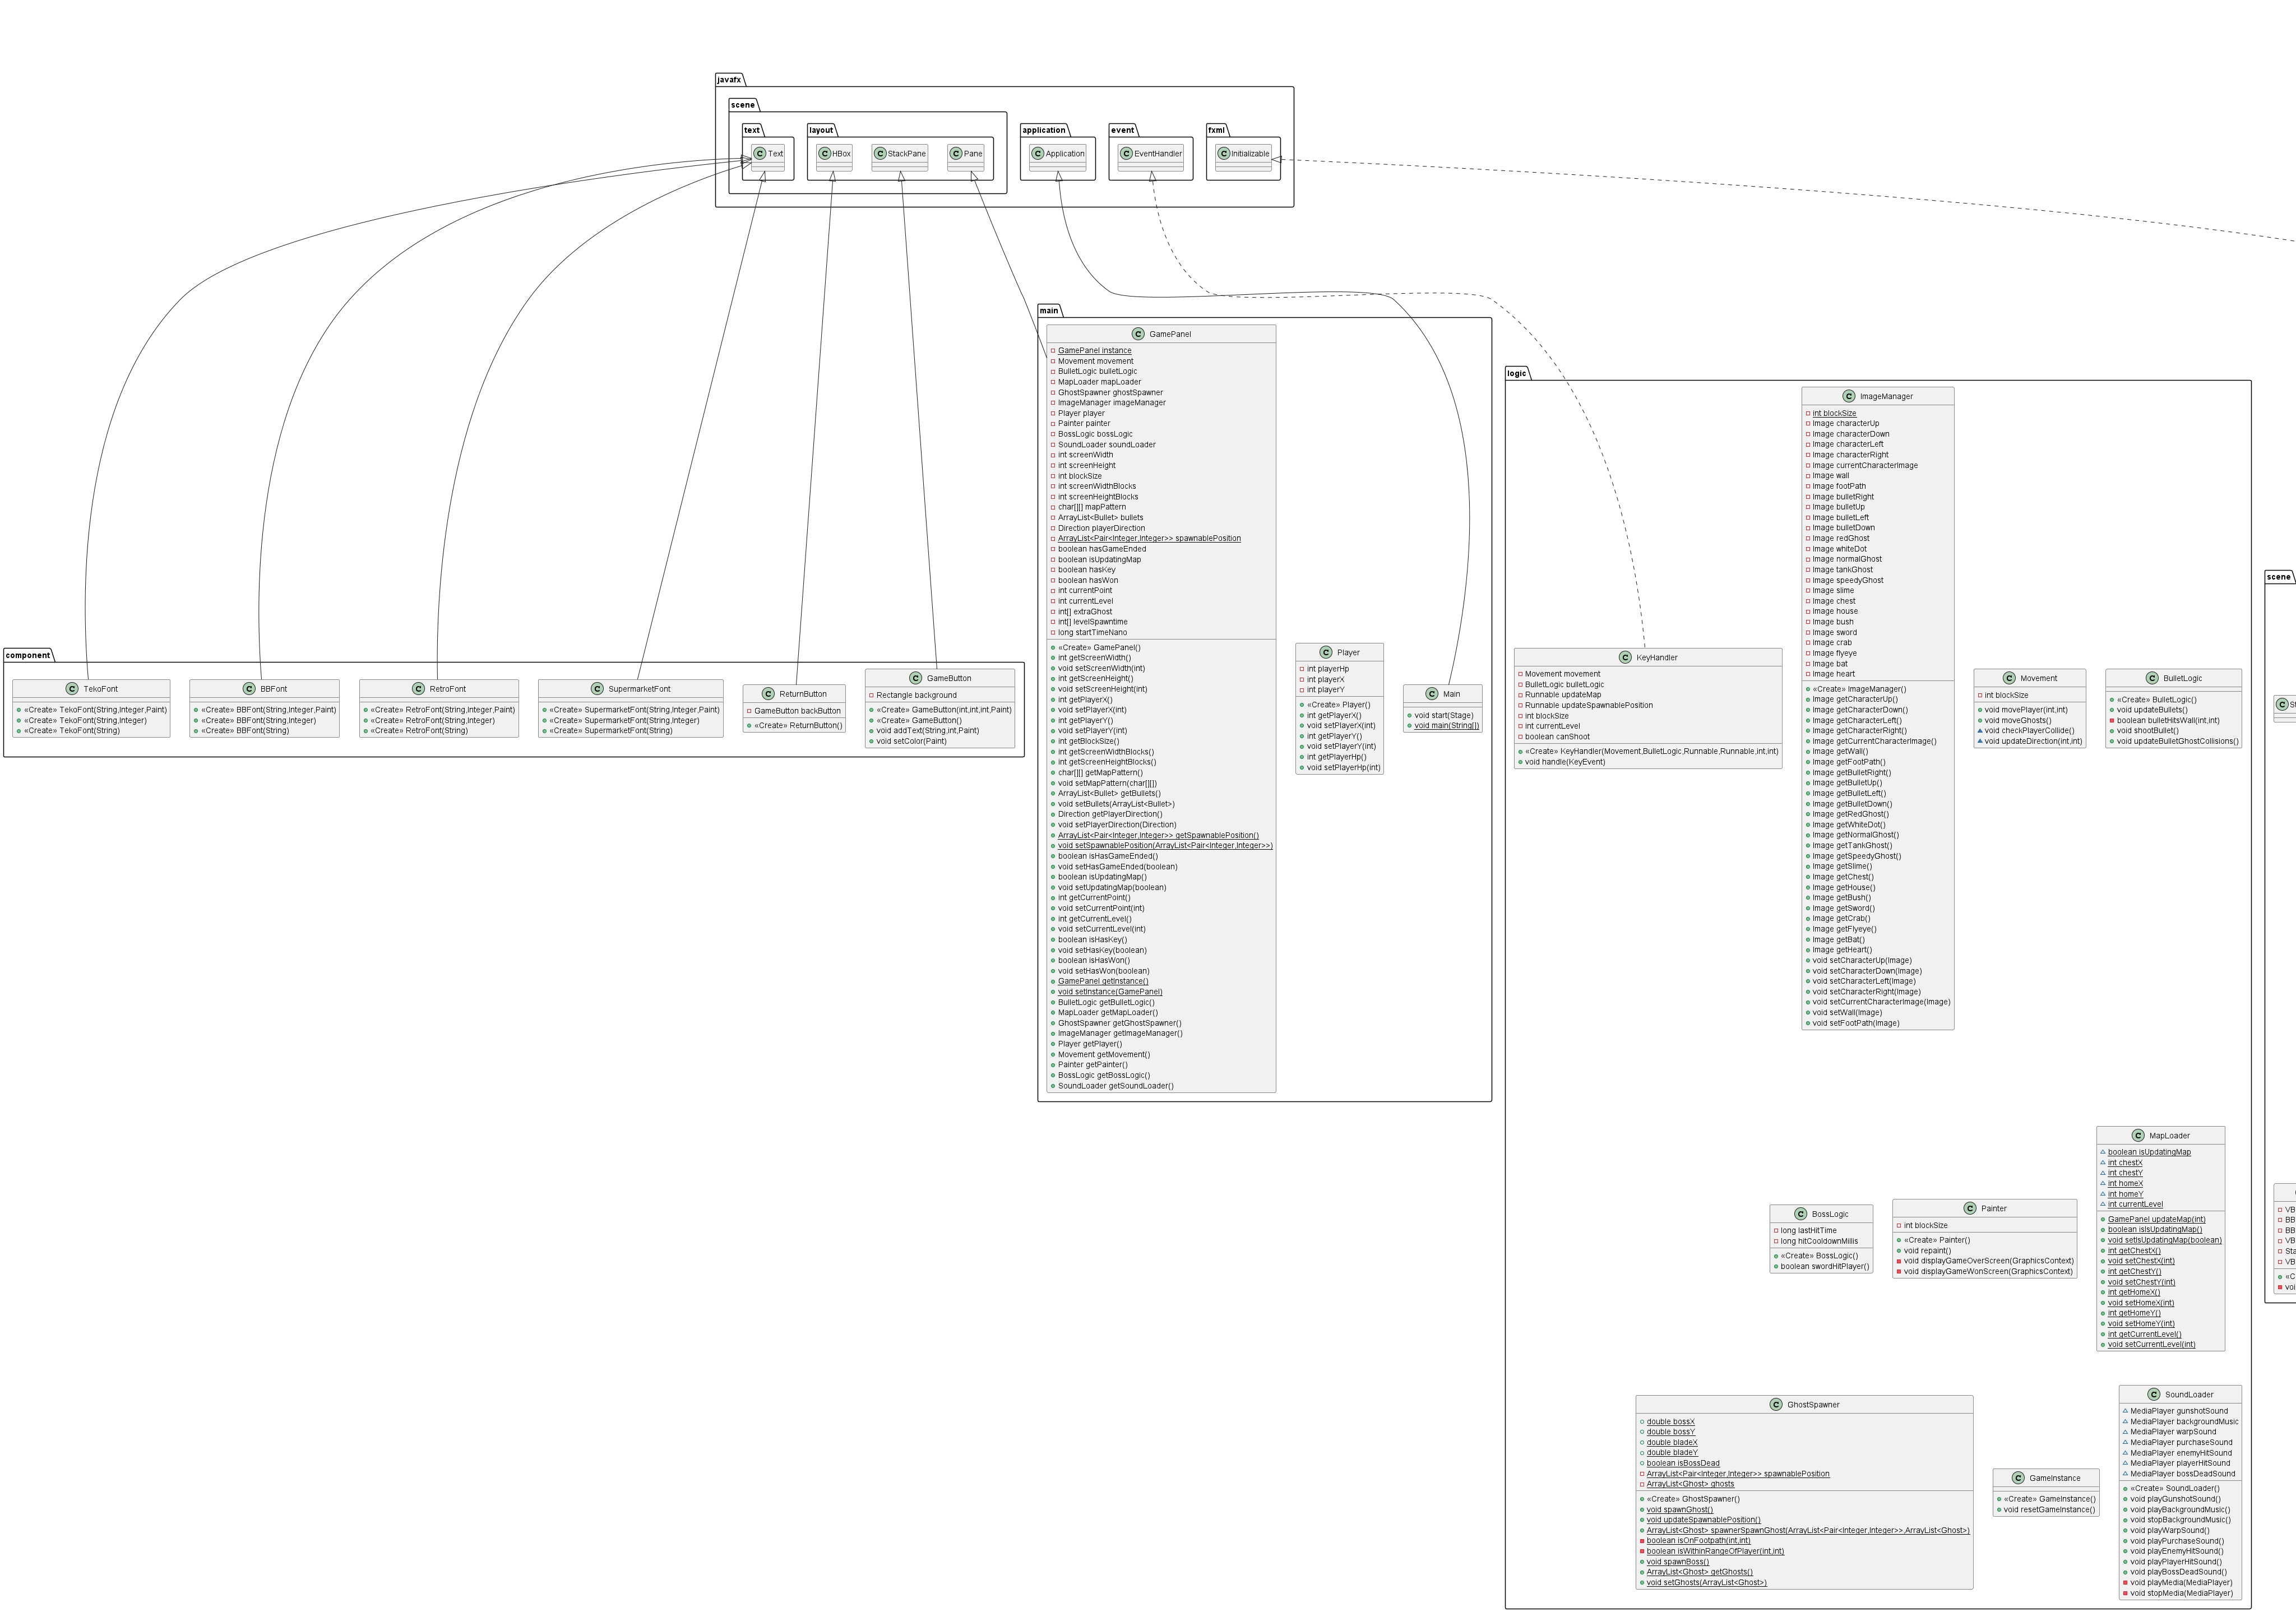 javafx
scene
text
C Text
layout
C HBox
C StackPane
C Pane
application
C Application
event
C EventHandler
fxml
C Initializable
component
C TekoFont
«Create» TekoFont(String,Integer,Paint)
«Create» TekoFont(String,Integer)
«Create» TekoFont(String)
C BBFont
«Create» BBFont(String,Integer,Paint)
«Create» BBFont(String,Integer)
«Create» BBFont(String)
C RetroFont
«Create» RetroFont(String,Integer,Paint)
«Create» RetroFont(String,Integer)
«Create» RetroFont(String)
C SupermarketFont
«Create» SupermarketFont(String,Integer,Paint)
«Create» SupermarketFont(String,Integer)
«Create» SupermarketFont(String)
C ReturnButton
GameButton backButton
«Create» ReturnButton()
C GameButton
Rectangle background
«Create» GameButton(int,int,int,Paint)
«Create» GameButton()
void addText(String,int,Paint)
void setColor(Paint)
main
C GamePanel
GamePanel instance
Movement movement
BulletLogic bulletLogic
MapLoader mapLoader
GhostSpawner ghostSpawner
ImageManager imageManager
Player player
Painter painter
BossLogic bossLogic
SoundLoader soundLoader
int screenWidth
int screenHeight
int blockSize
int screenWidthBlocks
int screenHeightBlocks
char[][] mapPattern
ArrayList<Bullet> bullets
Direction playerDirection
ArrayList<Pair<Integer,Integer>> spawnablePosition
boolean hasGameEnded
boolean isUpdatingMap
boolean hasKey
boolean hasWon
int currentPoint
int currentLevel
int[] extraGhost
int[] levelSpawntime
long startTimeNano
«Create» GamePanel()
int getScreenWidth()
void setScreenWidth(int)
int getScreenHeight()
void setScreenHeight(int)
int getPlayerX()
void setPlayerX(int)
int getPlayerY()
void setPlayerY(int)
int getBlockSize()
int getScreenWidthBlocks()
int getScreenHeightBlocks()
char[][] getMapPattern()
void setMapPattern(char[][])
ArrayList<Bullet> getBullets()
void setBullets(ArrayList<Bullet>)
Direction getPlayerDirection()
void setPlayerDirection(Direction)
ArrayList<Pair<Integer,Integer>> getSpawnablePosition()
void setSpawnablePosition(ArrayList<Pair<Integer,Integer>>)
boolean isHasGameEnded()
void setHasGameEnded(boolean)
boolean isUpdatingMap()
void setUpdatingMap(boolean)
int getCurrentPoint()
void setCurrentPoint(int)
int getCurrentLevel()
void setCurrentLevel(int)
boolean isHasKey()
void setHasKey(boolean)
boolean isHasWon()
void setHasWon(boolean)
GamePanel getInstance()
void setInstance(GamePanel)
BulletLogic getBulletLogic()
MapLoader getMapLoader()
GhostSpawner getGhostSpawner()
ImageManager getImageManager()
Player getPlayer()
Movement getMovement()
Painter getPainter()
BossLogic getBossLogic()
SoundLoader getSoundLoader()
C Player
int playerHp
int playerX
int playerY
«Create» Player()
int getPlayerX()
void setPlayerX(int)
int getPlayerY()
void setPlayerY(int)
int getPlayerHp()
void setPlayerHp(int)
C Main
void start(Stage)
void main(String[])
logic
C KeyHandler
Movement movement
BulletLogic bulletLogic
Runnable updateMap
Runnable updateSpawnablePosition
int blockSize
int currentLevel
boolean canShoot
«Create» KeyHandler(Movement,BulletLogic,Runnable,Runnable,int,int)
void handle(KeyEvent)
C ImageManager
int blockSize
Image characterUp
Image characterDown
Image characterLeft
Image characterRight
Image currentCharacterImage
Image wall
Image footPath
Image bulletRight
Image bulletUp
Image bulletLeft
Image bulletDown
Image redGhost
Image whiteDot
Image normalGhost
Image tankGhost
Image speedyGhost
Image slime
Image chest
Image house
Image bush
Image sword
Image crab
Image flyeye
Image bat
Image heart
«Create» ImageManager()
Image getCharacterUp()
Image getCharacterDown()
Image getCharacterLeft()
Image getCharacterRight()
Image getCurrentCharacterImage()
Image getWall()
Image getFootPath()
Image getBulletRight()
Image getBulletUp()
Image getBulletLeft()
Image getBulletDown()
Image getRedGhost()
Image getWhiteDot()
Image getNormalGhost()
Image getTankGhost()
Image getSpeedyGhost()
Image getSlime()
Image getChest()
Image getHouse()
Image getBush()
Image getSword()
Image getCrab()
Image getFlyeye()
Image getBat()
Image getHeart()
void setCharacterUp(Image)
void setCharacterDown(Image)
void setCharacterLeft(Image)
void setCharacterRight(Image)
void setCurrentCharacterImage(Image)
void setWall(Image)
void setFootPath(Image)
C Movement
int blockSize
void movePlayer(int,int)
void moveGhosts()
void checkPlayerCollide()
void updateDirection(int,int)
C BulletLogic
«Create» BulletLogic()
void updateBullets()
boolean bulletHitsWall(int,int)
void shootBullet()
void updateBulletGhostCollisions()
C BossLogic
long lastHitTime
long hitCooldownMillis
«Create» BossLogic()
boolean swordHitPlayer()
C Painter
int blockSize
«Create» Painter()
void repaint()
void displayGameOverScreen(GraphicsContext)
void displayGameWonScreen(GraphicsContext)
C MapLoader
boolean isUpdatingMap
int chestX
int chestY
int homeX
int homeY
int currentLevel
GamePanel updateMap(int)
boolean isIsUpdatingMap()
void setIsUpdatingMap(boolean)
int getChestX()
void setChestX(int)
int getChestY()
void setChestY(int)
int getHomeX()
void setHomeX(int)
int getHomeY()
void setHomeY(int)
int getCurrentLevel()
void setCurrentLevel(int)
C GhostSpawner
double bossX
double bossY
double bladeX
double bladeY
boolean isBossDead
ArrayList<Pair<Integer,Integer>> spawnablePosition
ArrayList<Ghost> ghosts
«Create» GhostSpawner()
void spawnGhost()
void updateSpawnablePosition()
ArrayList<Ghost> spawnerSpawnGhost(ArrayList<Pair<Integer,Integer>>,ArrayList<Ghost>)
boolean isOnFootpath(int,int)
boolean isWithinRangeOfPlayer(int,int)
void spawnBoss()
ArrayList<Ghost> getGhosts()
void setGhosts(ArrayList<Ghost>)
C GameInstance
«Create» GameInstance()
void resetGameInstance()
C SoundLoader
MediaPlayer gunshotSound
MediaPlayer backgroundMusic
MediaPlayer warpSound
MediaPlayer purchaseSound
MediaPlayer enemyHitSound
MediaPlayer playerHitSound
MediaPlayer bossDeadSound
«Create» SoundLoader()
void playGunshotSound()
void playBackgroundMusic()
void stopBackgroundMusic()
void playWarpSound()
void playPurchaseSound()
void playEnemyHitSound()
void playPlayerHitSound()
void playBossDeadSound()
void playMedia(MediaPlayer)
void stopMedia(MediaPlayer)
scene
C
VB
BB
BB
VB
Sta
VB
«C
voi